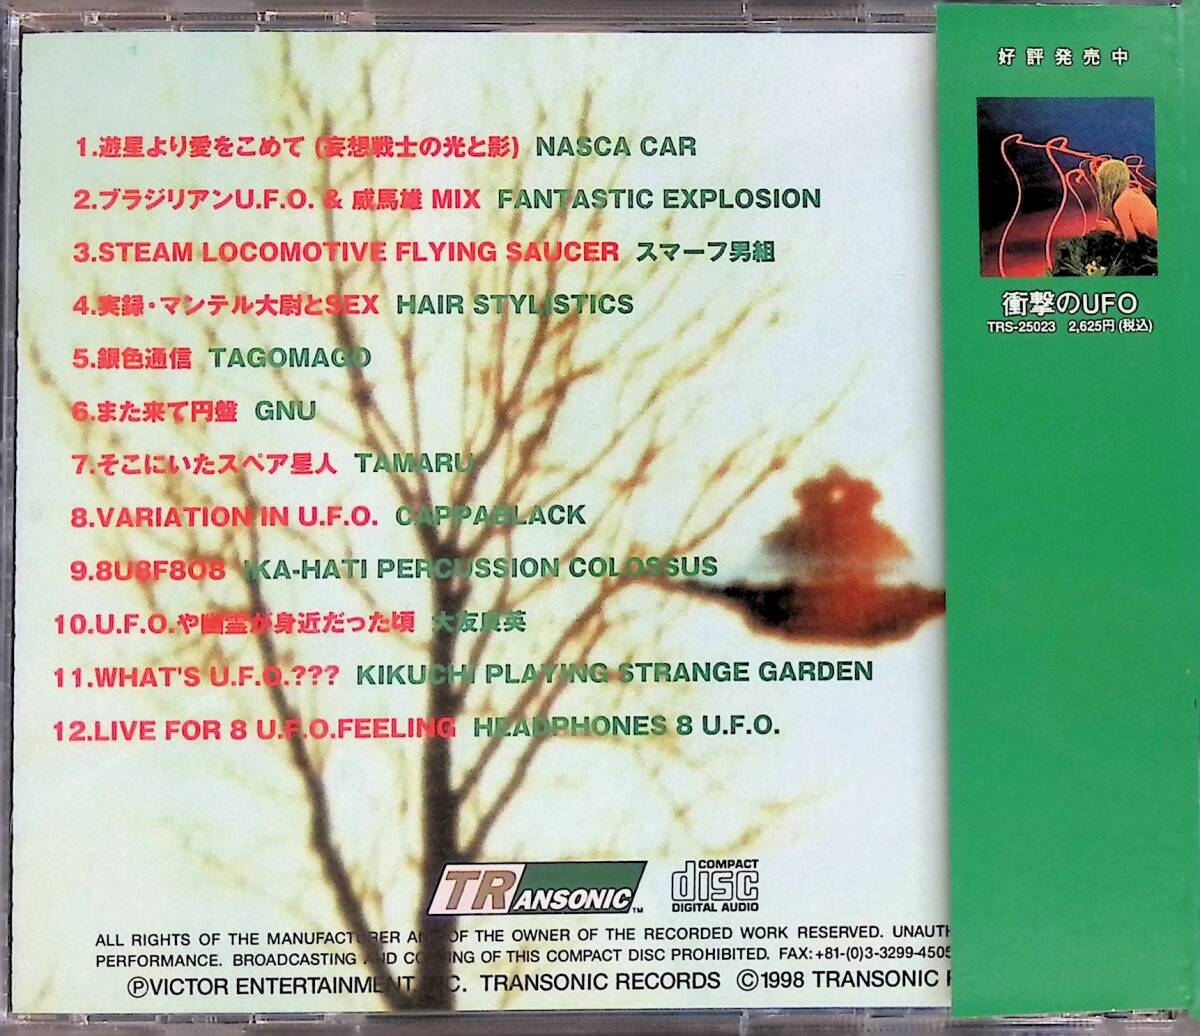 1.遊星より愛をこめて (妄想戦士の光と影) NASCA CAR
2.ブラジリアンU.F.O. & 威馬雄 MIX FANTASTIC EXPLOSION
3.STEAM LOCOMOTIVE FLYING SAUCER スマーフ男組
4.実録・マンテル大尉とSEX HAIR STYLISTICS
5.銀色通信 TAGOMAGO
6.また来て円盤 GNU
7.そこにいたスペア星人 TAMARU
8.VARIATION IN U.F.O. CAPPABLACK
9.8U8F8O8 IKA-HATI PERCUSSION COLOSSUS
10.U.F.O.や幽霊が身近だった頃 大友良英
11.WHAT'S U.F.O.??? KIKUCHI PLAYING STRANGE GARDEN
12.LIVE FOR 8 U.F.O.FEELING HEADPHONES 8 U.F.O.
TRANSONIC™
COMPACT
disc
DIGITAL AUDIO
ALL RIGHTS OF THE MANUFACTURER AND OF THE OWNER OF THE RECORDED WORK RESERVED. UNAUTH
PERFORMANCE. BROADCASTING AND COPYING OF THIS COMPACT DISC PROHIBITED. FAX:+81-(0)3-3299-4505
ⓅVICTOR ENTERTAINMENT, INC. TRANSONIC RECORDS ©1998 TRANSONIC
好評発売中
衝撃のUFO
TRS-25023 2,625円(税込)